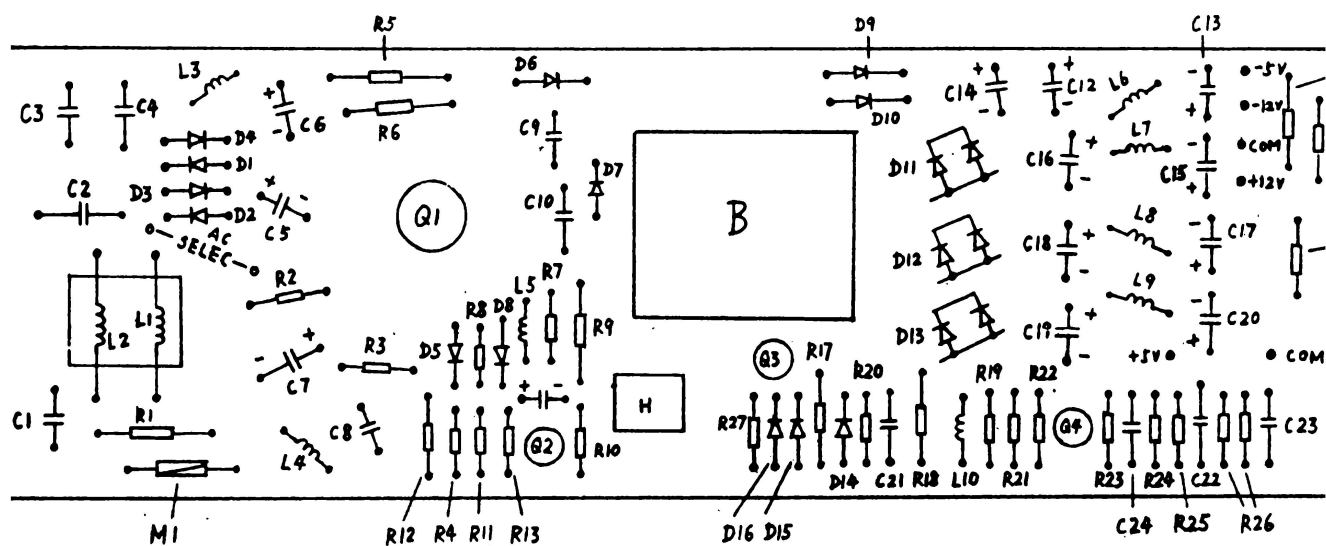 R5
D9
C13
L3
D6
C3
C4
+
-
C6
R6
C9
D10
+
C14
-
+
C12
-
L6
-
+
-5V
-12V
COM
+12V
D4
D1
D3
D2
C2
+
-
C5
AC
SELEC
Q1
D7
C10
B
D11
C16
+
-
L7
-
C15
+
D12
C18
+
-
L8
-
C17
+
R2
L2
L1
L5
R7
R8
D8
R9
D5
D13
C19
+
-
L9
-
C20
+
+5V
COM
-
+
C7
R3
+
-
H
Q3
R17
R20
R19
R22
C1
R1
L4
C8
Q2
R10
R27
Q4
C23
D14
C21
R18
L10
R21
R23
R24
C22
M1
R12
R4
R11
R13
D16
D15
C24
R25
R26